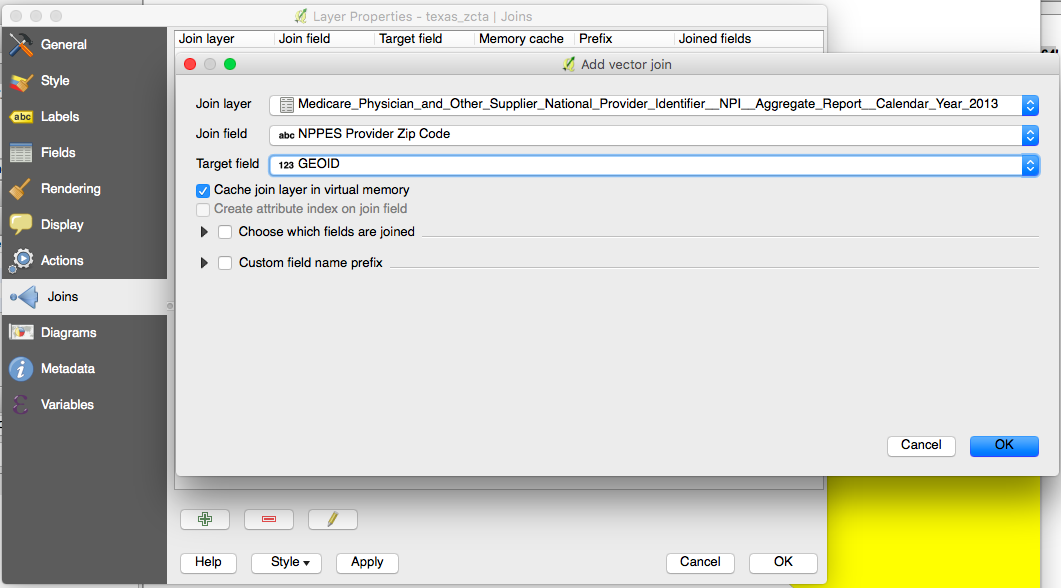 Layer Properties - texas_zcta | Joins
General
Style
Labels
Fields
Rendering
Display
Actions
Joins
Diagrams
Metadata
Variables
Join layer Join field Target field Memory cache Prefix Joined fields
Add vector join
Join layer Medicare_Physician_and_Other_Supplier_National_Provider_Identifier__NPI__Aggregate_Report__Calendar_Year_2013
Join field abc NPPES Provider Zip Code
Target field 123 GEOID
Cache join layer in virtual memory
Create attribute index on join field
Choose which fields are joined
Custom field name prefix
Cancel OK
Help Style Apply Cancel OK
abc